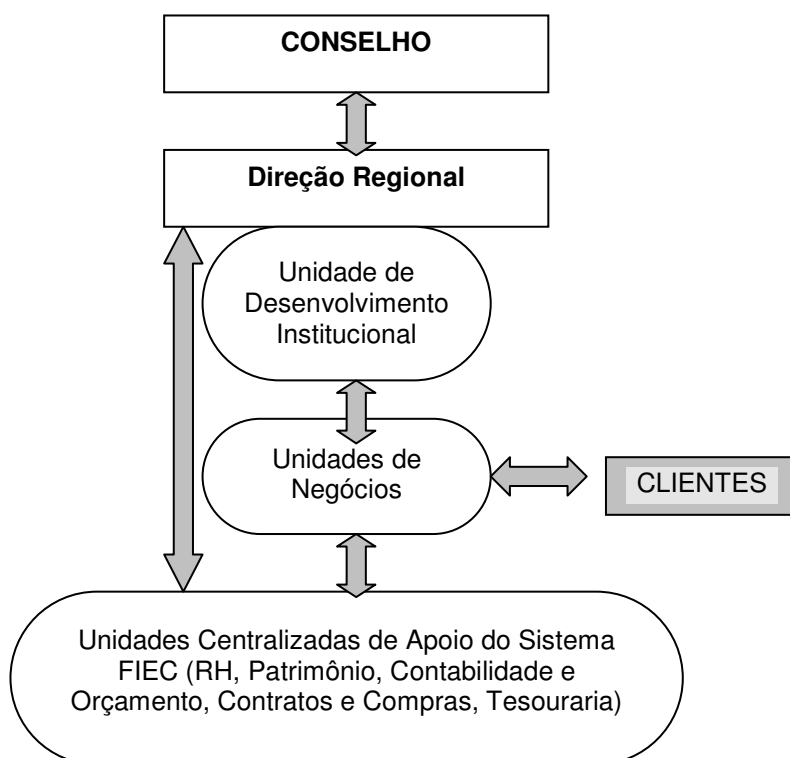 CONSELHO
Direção Regional
Unidade de
Desenvolvimento
Institucional
Unidades de
Negócios
CLIENTES
Unidades Centralizadas de Apoio do Sistema
FIEC (RH, Patrimônio, Contabilidade e
Orçamento, Contratos e Compras, Tesouraria)